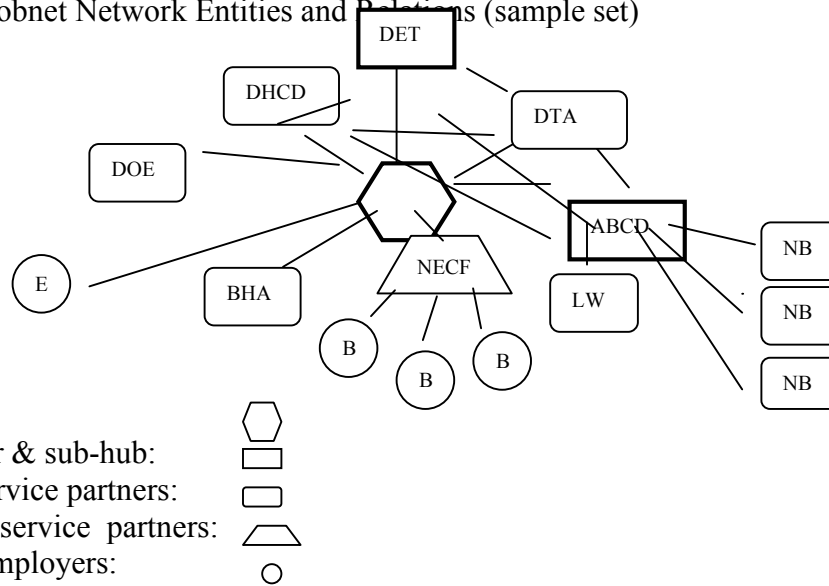 obnet Network Entities and Relations (sample set)
DET
DHCD
DTA
DOE
ABCD
NB
E
BHA
NECF
LW
NB
B
B
B
NB
r & sub-hub:
rvice partners:
service partners:
mployers: